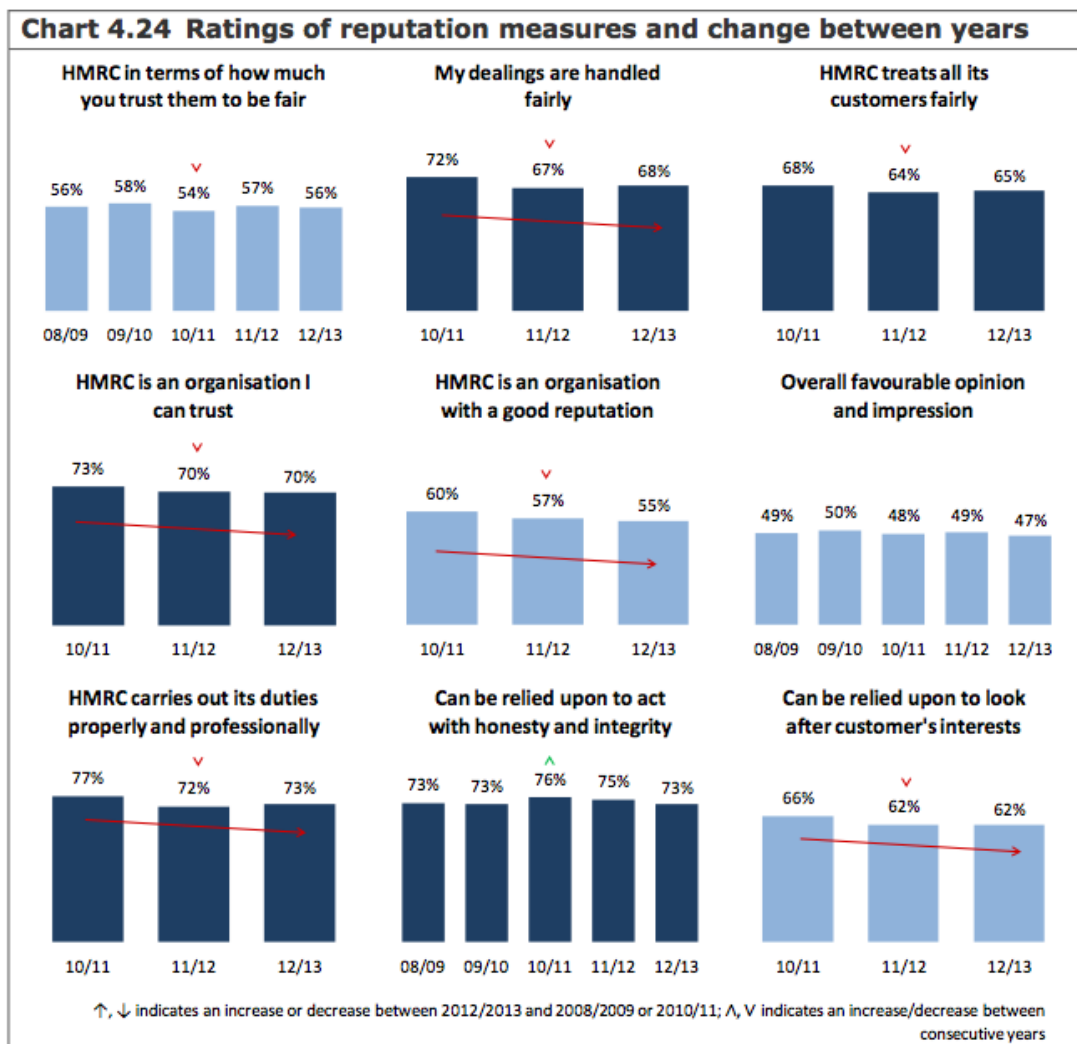 Chart 4.24 Ratings of reputation measures and change between years
HMRC in terms of how much
you trust them to be fair
56%
58%
v
54%
57%
56%
08/09 09/10 10/11 11/12 12/13
My dealings are handled
fairly
72%
v
67%
68%
10/11 11/12 12/13
HMRC treats all its
customers fairly
68%
v
64%
65%
10/11 11/12 12/13
HMRC is an organisation I
can trust
73%
v
70%
70%
10/11 11/12 12/13
HMRC is an organisation
with a good reputation
60%
v
57%
55%
10/11 11/12 12/13
Overall favourable opinion
and impression
49%
50%
48%
49%
47%
08/09 09/10 10/11 11/12 12/13
HMRC carries out its duties
properly and professionally
77%
v
72%
73%
10/11 11/12 12/13
Can be relied upon to act
with honesty and integrity
73%
73%
^
76%
75%
73%
08/09 09/10 10/11 11/12 12/13
Can be relied upon to look
after customer's interests
66%
v
62%
62%
10/11 11/12 12/13
↑, ↓ indicates an increase or decrease between 2012/2013 and 2008/2009 or 2010/11; Λ, V indicates an increase/decrease between
consecutive years